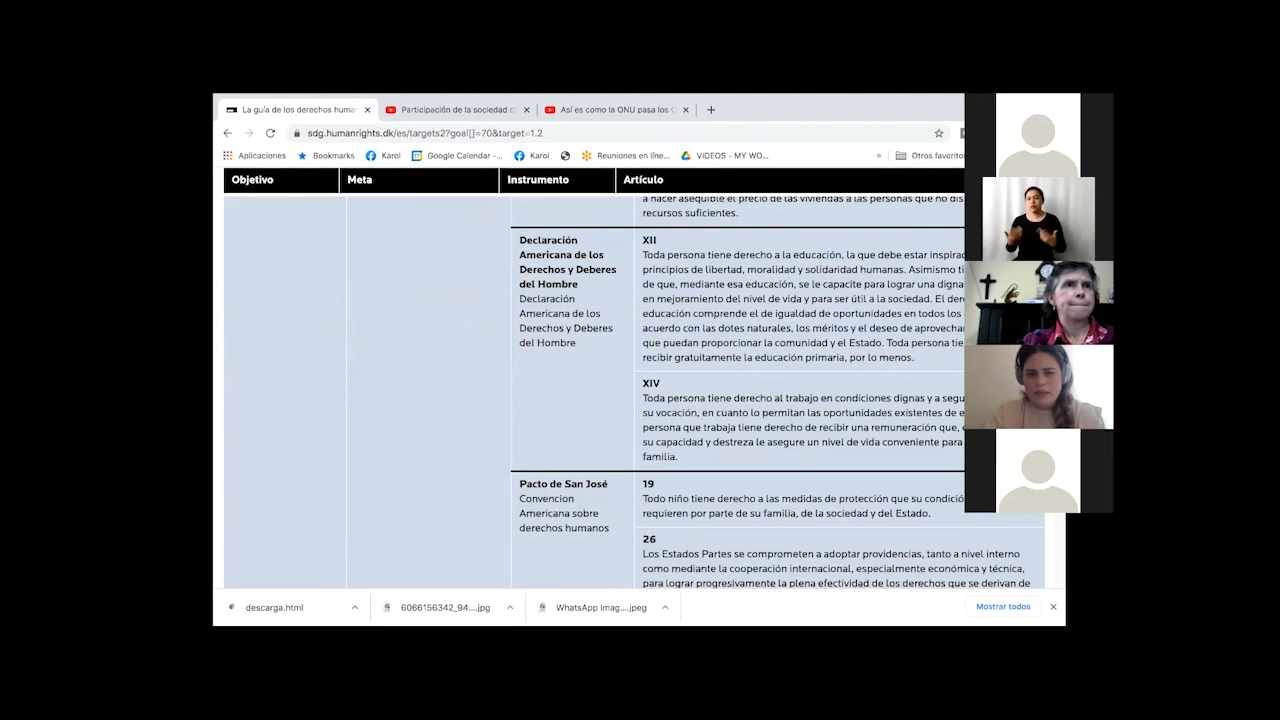 La guía de los derechos huma
Participación de la sociedad c
Así es como la ONU pasa los
sdg.humanrights.dk/es/targets2?goal[]=70&target=1.2
Aplicaciones
Bookmarks
Karol
Google Calendar -...
Karol
Reuniones en líne...
VIDEOS - MY WO...
»
Otros favoritos
Objetivo
Meta
Instrumento
Artículo
a hacer asequible el precio de las viviendas a las personas que no dis
recursos suficientes.
Declaración
Americana de los
Derechos y Deberes
del Hombre
Declaración
Americana de los
Derechos y Deberes
del Hombre
XII
Toda persona tiene derecho a la educación, la que debe estar inspirad
principios de libertad, moralidad y solidaridad humanas. Asimismo ti
de que, mediante esa educación, se le capacite para lograr una digna
en mejoramiento del nivel de vida y para ser útil a la sociedad. El der
educación comprende el de igualdad de oportunidades en todos los
acuerdo con las dotes naturales, los méritos y el deseo de aprovechar
que puedan proporcionar la comunidad y el Estado. Toda persona tie
recibir gratuitamente la educación primaria, por lo menos.
XIV
Toda persona tiene derecho al trabajo en condiciones dignas y a segu
su vocación, en cuanto lo permitan las oportunidades existentes de e
persona que trabaja tiene derecho de recibir una remuneración que,
su capacidad y destreza le asegure un nivel de vida conveniente para
familia.
Pacto de San José
Convencion
Americana sobre
derechos humanos
19
Todo niño tiene derecho a las medidas de protección que su condició
requieren por parte de su familia, de la sociedad y del Estado.
26
Los Estados Partes se comprometen a adoptar providencias, tanto a nivel interno
como mediante la cooperación internacional, especialmente económica y técnica,
para lograr progresivamente la plena efectividad de los derechos que se derivan de
descarga.html
6066156342_94....jpg
WhatsApp Imag....jpeg
Mostrar todos